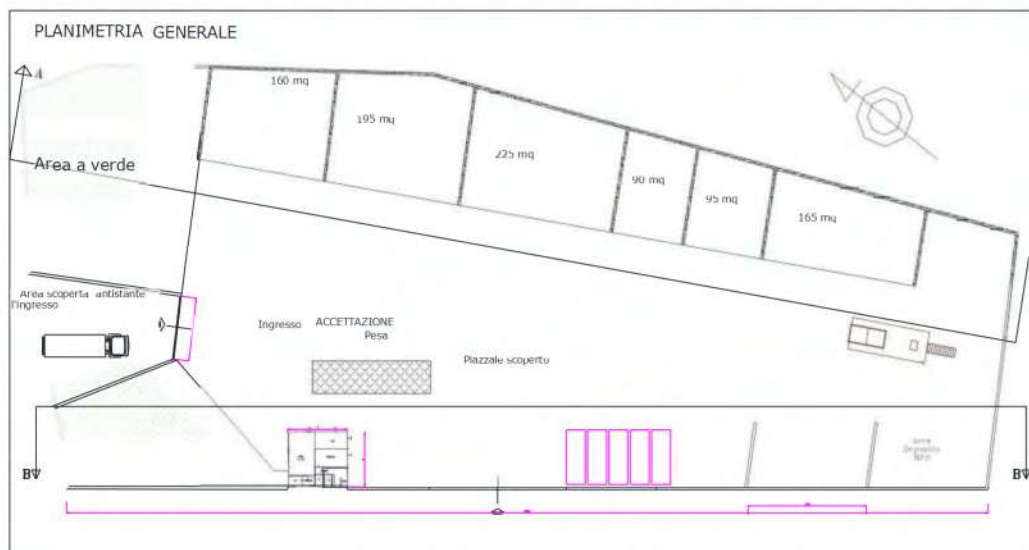 PLANIMETRIA GENERALE
A
160 mq
195 mq
225 mq
90 mq
95 mq
165 mq
Area a verde
Area scoperta antistante
l'ingresso
Ingresso
ACCETTAZIONE
Pesa
Piazzale scoperto
B
B